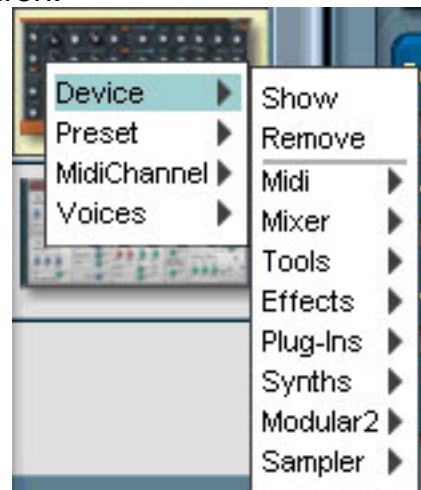 Device
Preset
MidiChannel
Voices
Show
Remove
Midi
Mixer
Tools
Effects
Plug-Ins
Synths
Modular2
Sampler